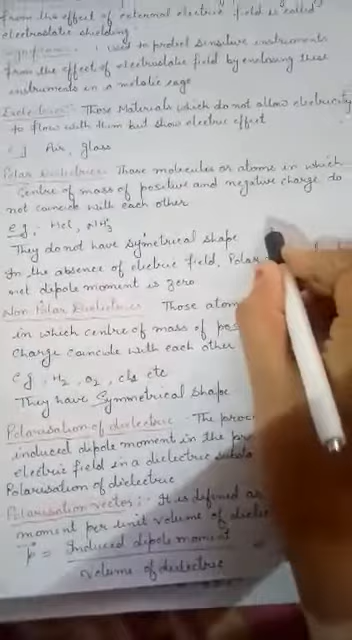 from the effect of external electric field is called
electrostatic shielding
: used to protect sensitive instruments
from the effect of electrostatic field by enclosing these
instruments in a metalic cage
Dielectrics :- Those Materials which do not allow electricity
to flow with them but show electric effect
e.g Air, glass
Polar Dielectrics Those molecules or atoms in which
Centre of mass of positive and negative charge do
not coincide with each other
e.g, HCl, NH3
They do not have symetrical shape
In the absence of electric field, Polar
net dipole moment is zero
Non Polar Dielectrics Those atom
in which centre of mass of pos
charge coincide with each other
e.g , H2, O2, etc
They have Symmetrical shape
Polarisation of dielectric - The proc
induced dipole moment in the pr
electric field in a dielectric subst
Polarisation of dielectric
Polarisation vector :- It is defined as
moment per unit volume of dielec
P = Induced dipole moment =
volume of dielectric